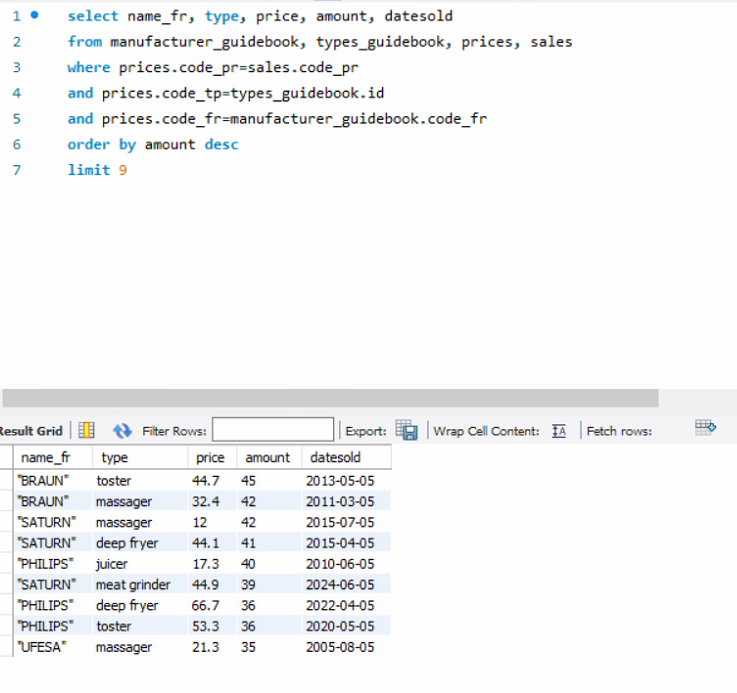 1 select name_fr, type, price, amount, datesold
2 from manufacturer_guidebook, types_guidebook, prices, sales
3 where prices.code_pr=sales.code_pr
4 and prices.code_tp=types_guidebook.id
5 and prices.code_fr=manufacturer_guidebook.code_fr
6 order by amount desc
7 limit 9
Result Grid Filter Rows: Export: Wrap Cell Content: Fetch rows:
name_fr type price amount datesold
"BRAUN" toster 44.7 45 2013-05-05
"BRAUN" massager 32.4 42 2011-03-05
"SATURN" massager 12 42 2015-07-05
"SATURN" deep fryer 44.1 41 2015-04-05
"PHILIPS" juicer 17.3 40 2010-06-05
"SATURN" meat grinder 44.9 39 2024-06-05
"PHILIPS" deep fryer 66.7 36 2022-04-05
"PHILIPS" toster 53.3 36 2020-05-05
"UFESA" massager 21.3 35 2005-08-05